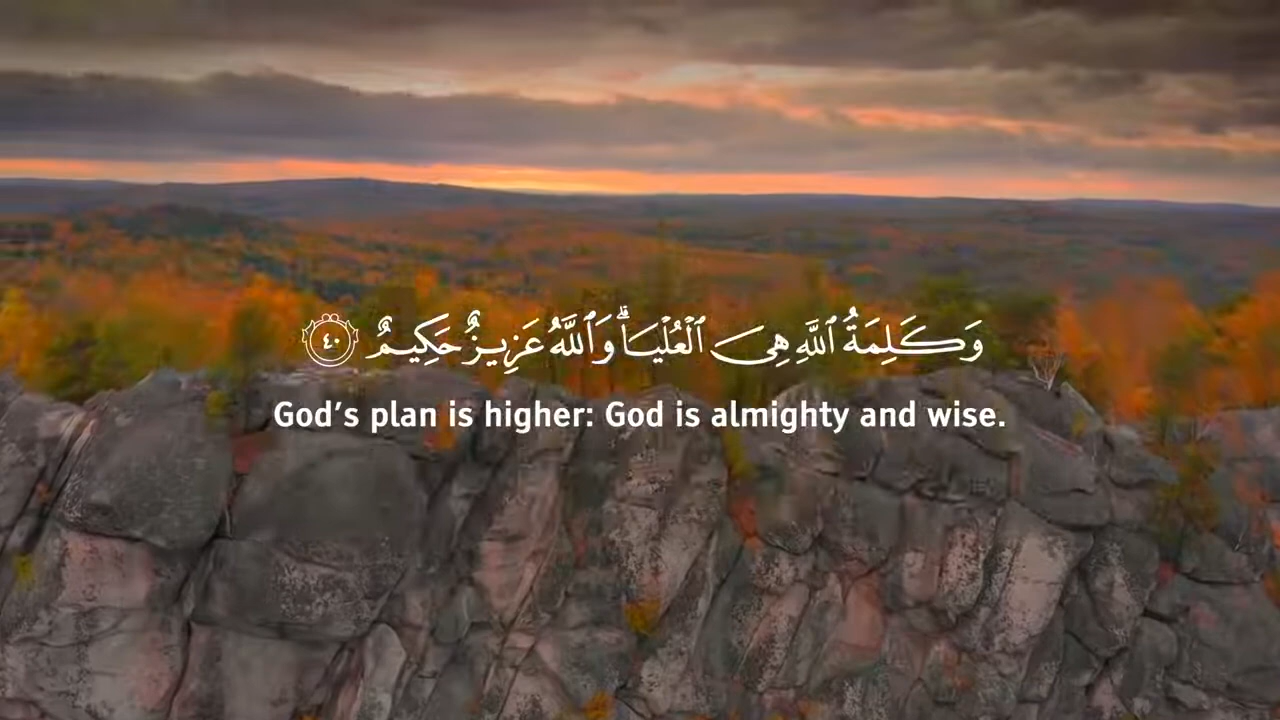 وَكَلِمَةُ ٱللَّهِ هِىَ ٱلْعُلْيَا ۗ وَٱللَّهُ عَزِيزٌ حَكِيمٌ ٤٠
God's plan is higher: God is almighty and wise.